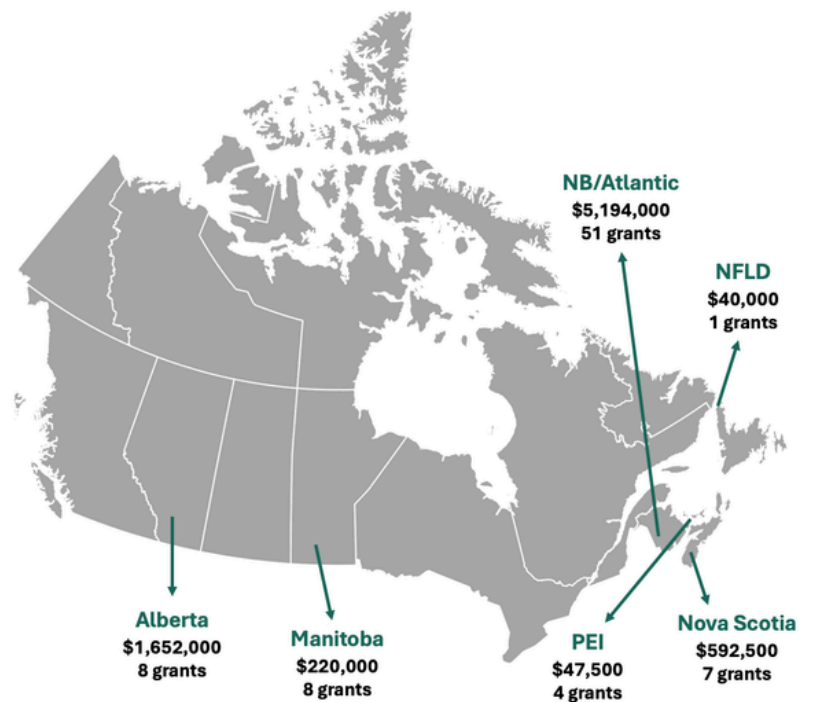 NB/Atlantic
$5,194,000
51 grants
NFLD
$40,000
1 grants
Alberta
$1,652,000
8 grants
Manitoba
$220,000
8 grants
PEI
$47,500
4 grants
Nova Scotia
$592,500
7 grants